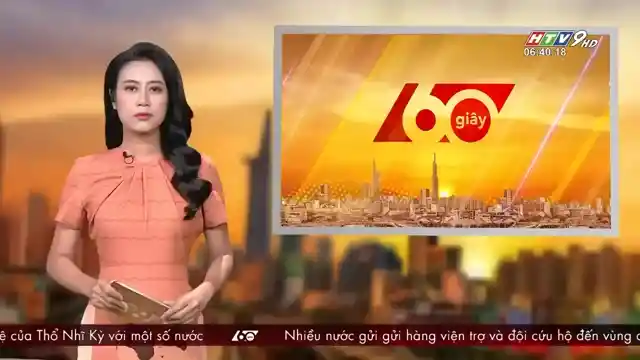 HTV9HD
06:40:18
60 giây
ệ của Thổ Nhĩ Kỳ với một số nước 60 Nhiều nước gửi gửi hàng viện trợ và đội cứu hộ đến vùng